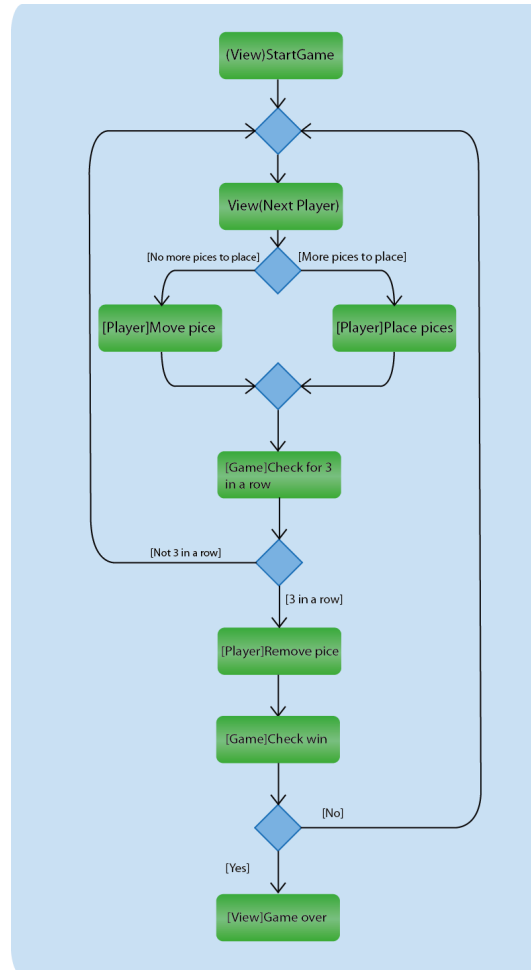 (View)StartGame
View(Next Player)
[No more pices to place]
[More pices to place]
[Player]Move pice
[Player]Place pices
[Game]Check for 3
in a row
[Not 3 in a row]
[3 in a row]
[Player]Remove pice
[Game]Check win
[No]
[Yes]
[View]Game over